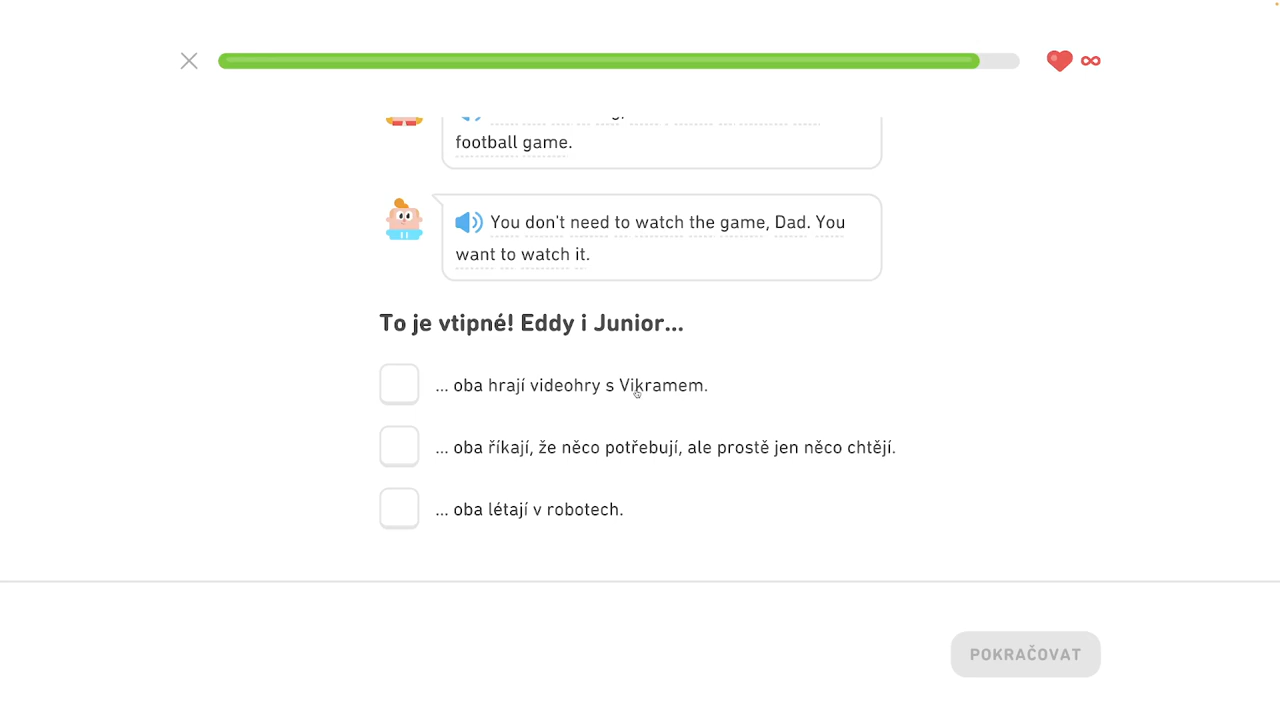 football game.
You don't need to watch the game, Dad. You
want to watch it.
To je vtipné! Eddy i Junior...
... oba hrají videohry s Vikramem.
... oba říkají, že něco potřebují, ale prostě jen něco chtějí.
... oba létají v robotech.
POKRAČOVAT